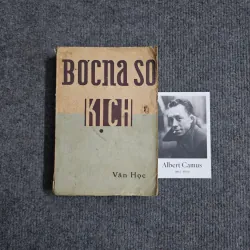 BOCNA SO
KỊCH
Văn Học
Albert Camus